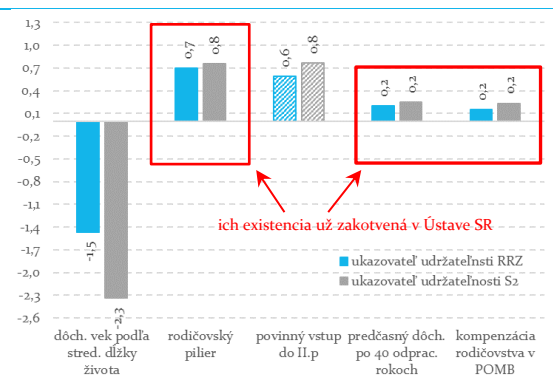 1,3
1,0
0,7
0,4
0,1
-0,2
-0,5
-0,8
-1,1
-1,4
-1,7
-2,0
-2,3
-2,6
-1,5
-2,3
0,7
0,8
0,6
0,8
0,2
0,2
0,2
0,2
ich existencia už zakotvená v Ústave SR
ukazovateľ udržateľnsti RRZ
ukazovateľ udržateľnosti S2
dôch. vek podľa
stred. dĺžky
života
rodičovský
pilier
povinný vstup
do II.p
predčasný dôch.
po 40 odprac.
rokoch
kompenzácia
rodičovstva v
POMB